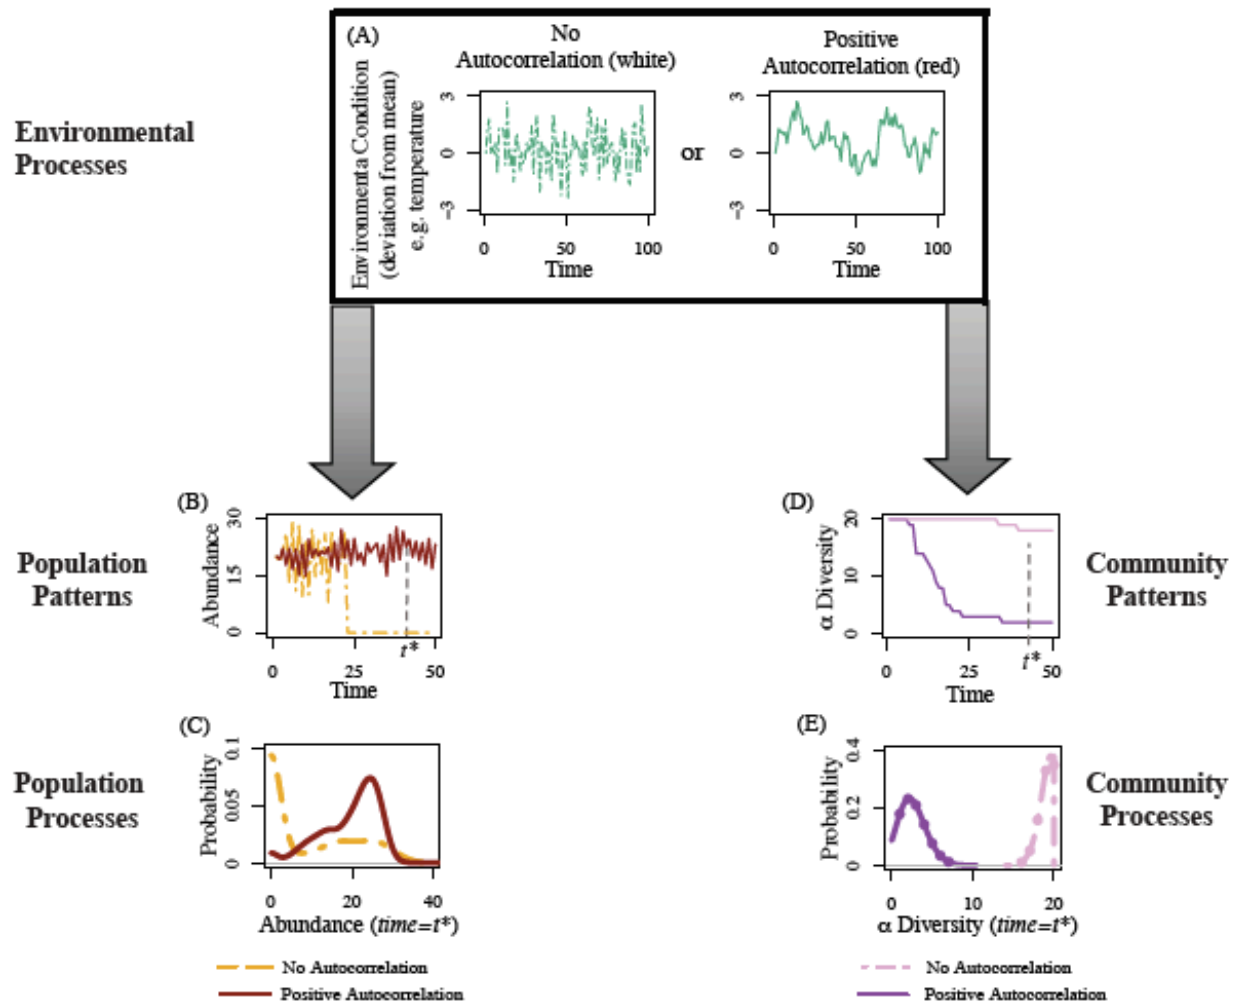 (A)
No
Autocorrelation (white)
Positive
Autocorrelation (red)
Environmental
Processes
Environmenta Condition
(deviation from mean)
e.g. temperature
3
0
−3
0 50 100
Time
or
3
0
−3
0 50 100
Time
(B)
Population
Patterns
Abundance
30
15
0
t*
0 25 50
Time
(D)
α Diversity
20
10
0
t*
0 25 50
Time
Community
Patterns
(C)
Population
Processes
Probability
0.1
0.05
0
0 20 40
Abundance (time=t*)
(E)
Probability
0.4
0.2
0
0 10 20
α Diversity (time=t*)
Community
Processes
No Autocorrelation
Positive Autocorrelation
No Autocorrelation
Positive Autocorrelation